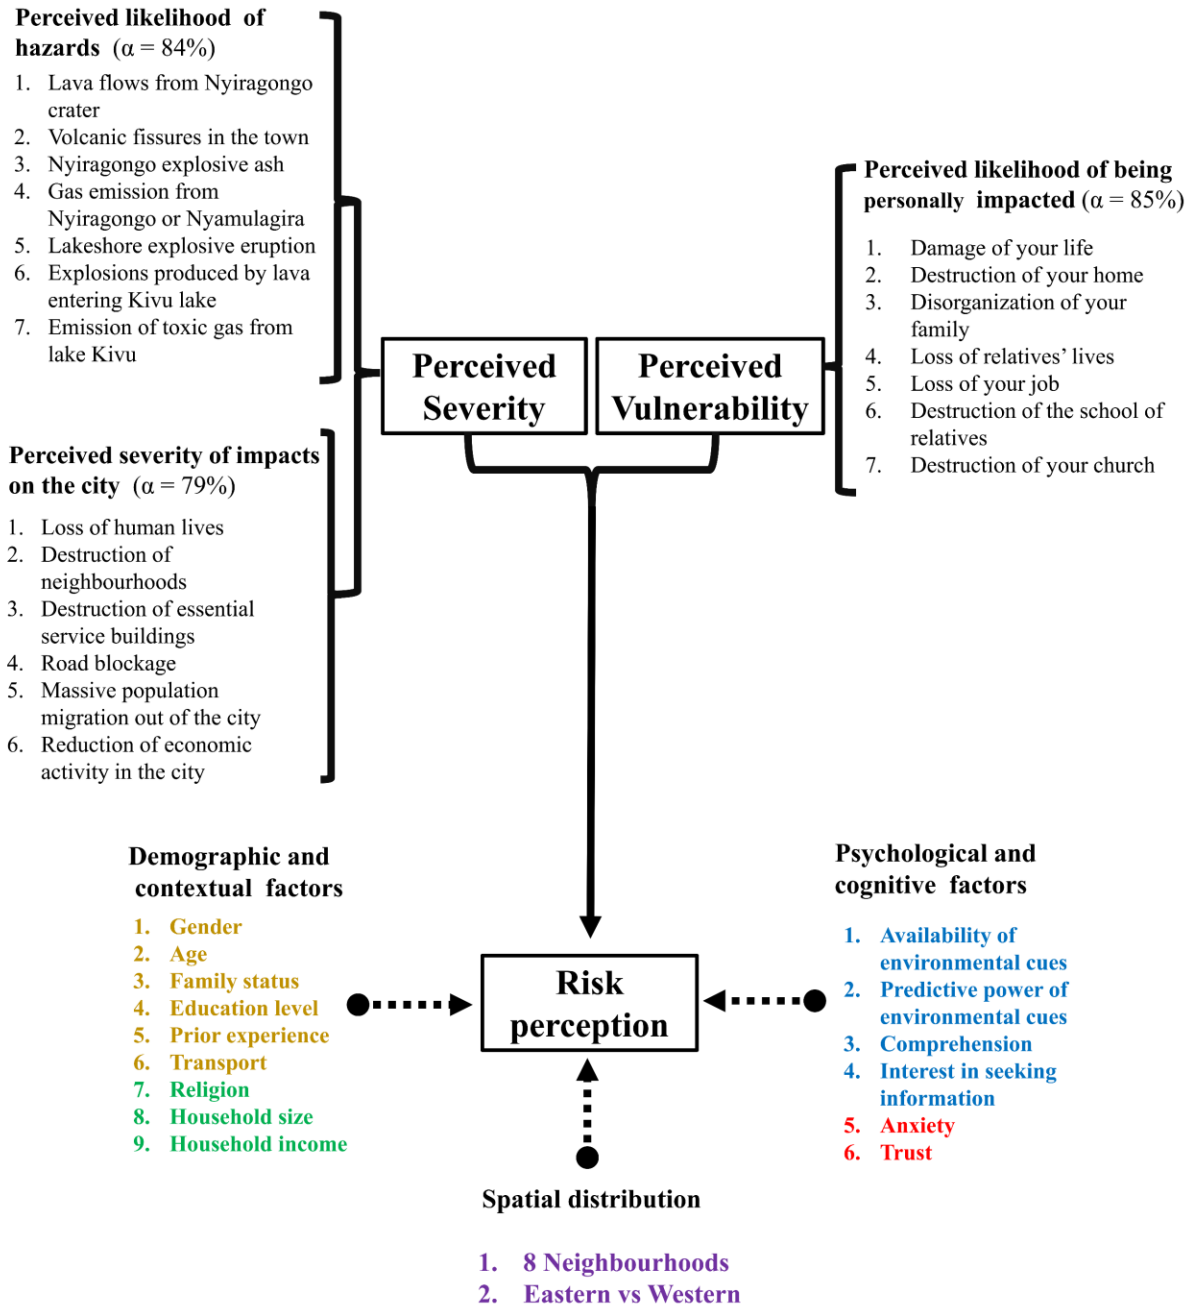 Perceived likelihood of
hazards (α = 84%)
1. Lava flows from Nyiragongo
crater
2. Volcanic fissures in the town
3. Nyiragongo explosive ash
4. Gas emission from
Nyiragongo or Nyamulagira
5. Lakeshore explosive eruption
6. Explosions produced by lava
entering Kivu lake
7. Emission of toxic gas from
lake Kivu
Perceived severity of impacts
on the city (α = 79%)
1. Loss of human lives
2. Destruction of
neighbourhoods
3. Destruction of essential
service buildings
4. Road blockage
5. Massive population
migration out of the city
6. Reduction of economic
activity in the city
Perceived
Severity
Perceived
Vulnerability
Perceived likelihood of being
personally impacted (α = 85%)
1. Damage of your life
2. Destruction of your home
3. Disorganization of your
family
4. Loss of relatives’ lives
5. Loss of your job
6. Destruction of the school of
relatives
7. Destruction of your church
Demographic and
contextual factors
1. Gender
2. Age
3. Family status
4. Education level
5. Prior experience
6. Transport
7. Religion
8. Household size
9. Household income
Risk
perception
Psychological and
cognitive factors
1. Availability of
environmental cues
2. Predictive power of
environmental cues
3. Comprehension
4. Interest in seeking
information
5. Anxiety
6. Trust
Spatial distribution
1. 8 Neighbourhoods
2. Eastern vs Western